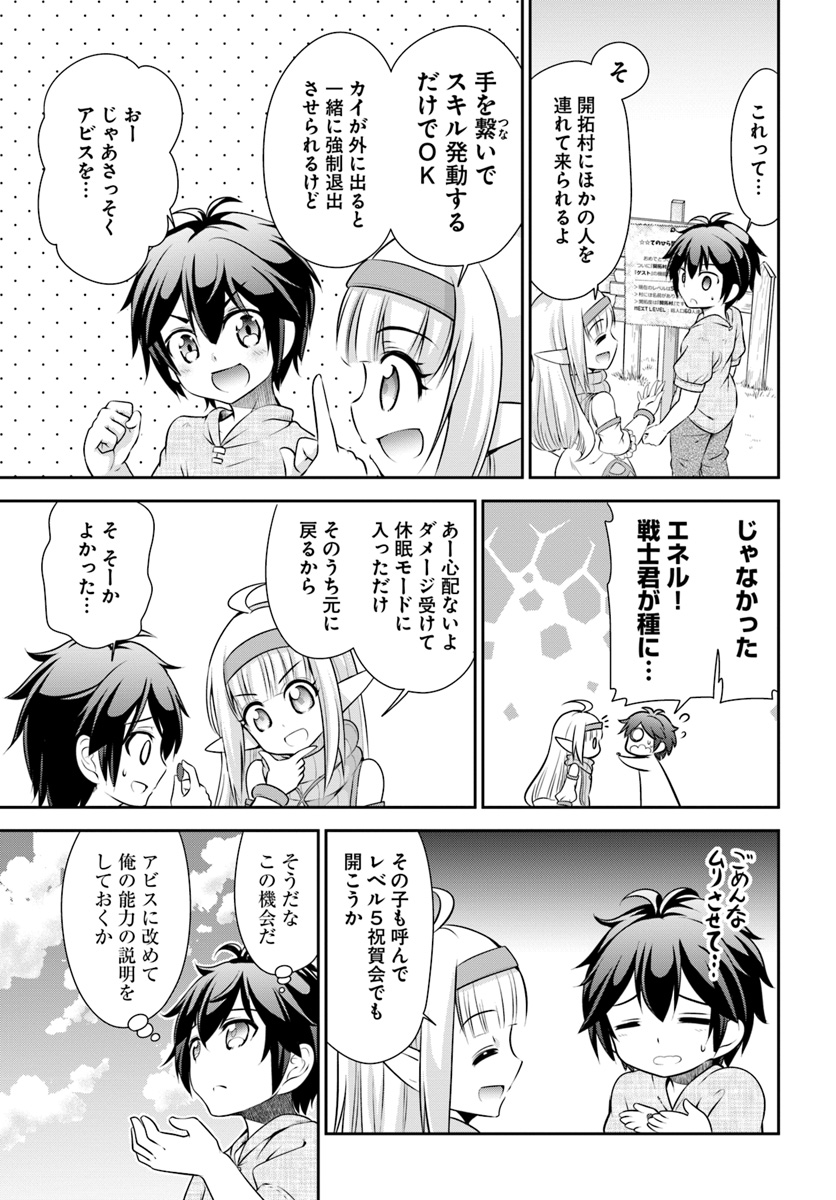 これって…
そ
開拓村にほかの人を
連れて来られるよ
NEXT LEVEL
手を繋いで
つな
スキル発動する
だけでOK
カイが外に出ると
一緒に強制退出
させられるけど
おー
じゃあさっそく
アビスを…
じゃなかった
エネル!
戦士君が種に…
あー心配ないよ
ダメージ受けて
休眠モードに
入っただけ
そのうち元に
戻るから
そ そーか
よかった…
ごめんな
ムリさせて…
その子も呼んで
レベル5祝賀会でも
開こうか
そうだな
この機会だ
アビスに改めて
俺の能力の説明を
しておくか